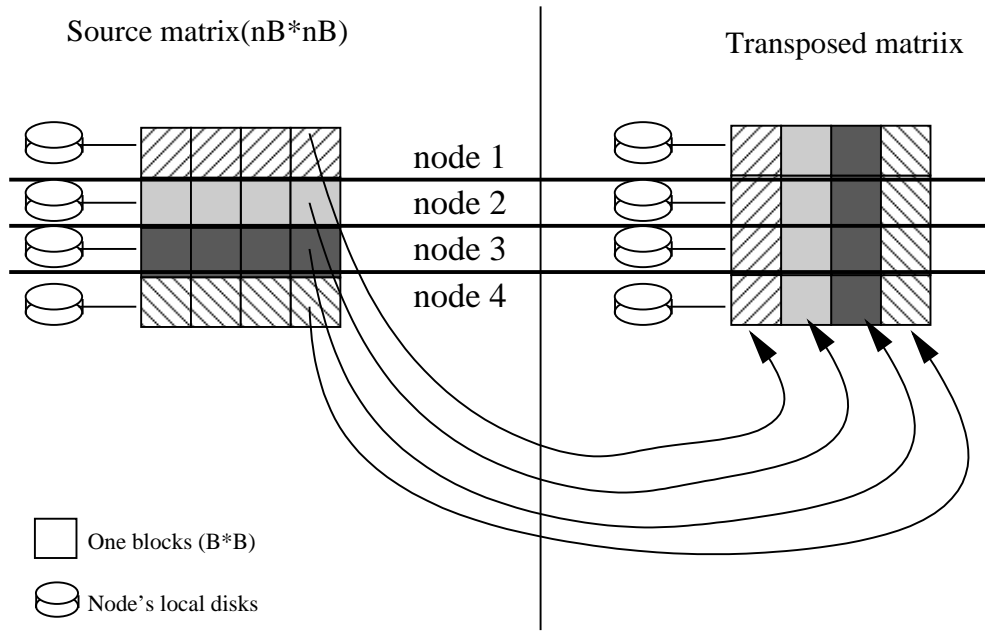 Source matrix(nB*nB)
Transposed matriix
node 1
node 2
node 3
node 4
One blocks (B*B)
Node's local disks